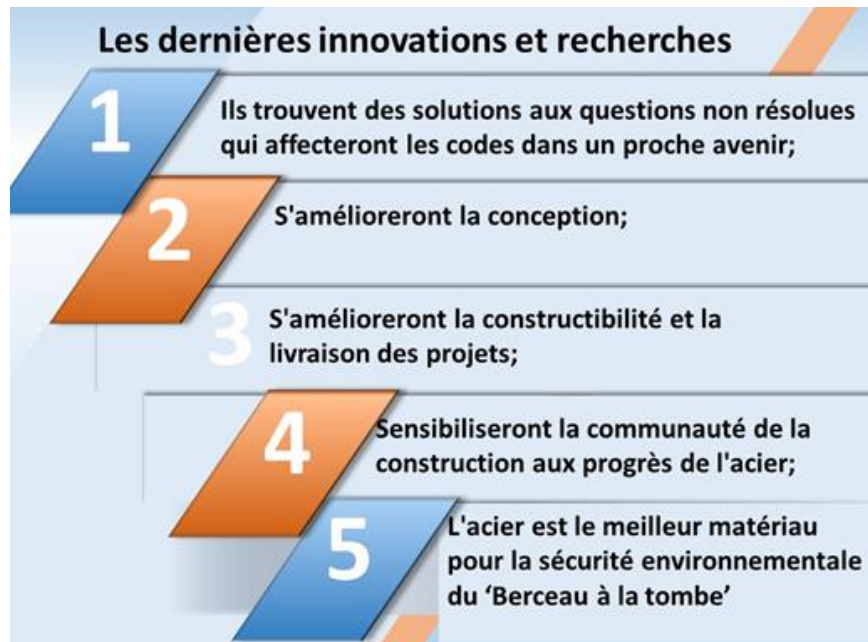 Les dernières innovations et recherches
1
Ils trouvent des solutions aux questions non résolues
qui affecteront les codes dans un proche avenir;
2
S'amélioreront la conception;
3
S'amélioreront la constructibilité et la
livraison des projets;
4
Sensibiliseront la communauté de la
construction aux progrès de l'acier;
5
L'acier est le meilleur matériau
pour la sécurité environnementale
du ‘Berceau à la tombe’